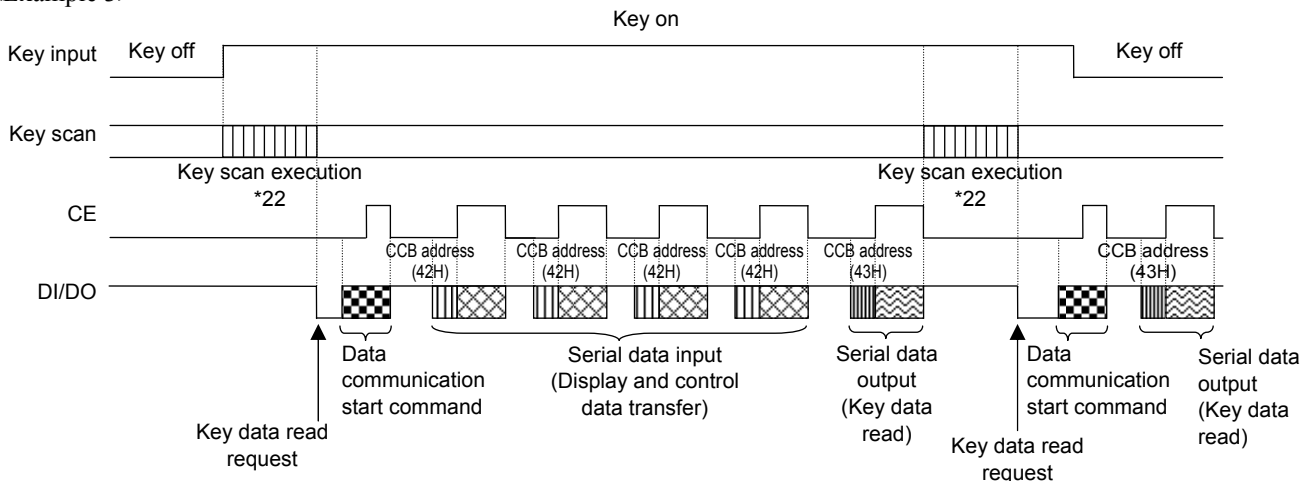 Key on
Key input
Key off
Key off
Key scan
Key scan execution
*22
Key scan execution
*22
CE
CCB address
(42H)
CCB address
(42H)
CCB address
(42H)
CCB address
(42H)
CCB address
(43H)
CCB address
(43H)
DI/DO
Data
communication
start command
Serial data input
(Display and control
data transfer)
Serial data
output
(Key data
read)
Data
communication
start command
Serial data
output
(Key data
read)
Key data read
request
Key data read
request